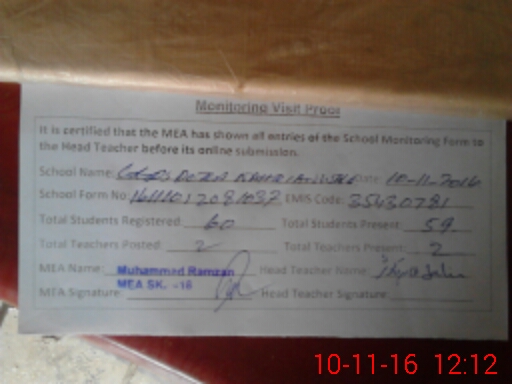 Monitoring Visit Proof
It is certified that the MEA has shown all entries of the School Monitoring Form to
the Head Teacher before its online submission.
School Name: Date: 10-11-2016
School Form No: EMIS Code: 35430781
Total Students Registered: 60 Total Students Present: 59
Total Teachers Posted: 2 Total Teachers Present: 2
MEA Name: Muhammad Ramzan Head Teacher Name:
MEA SK. -18
MEA Signature: Head Teacher Signature:
10-11-16 12:12